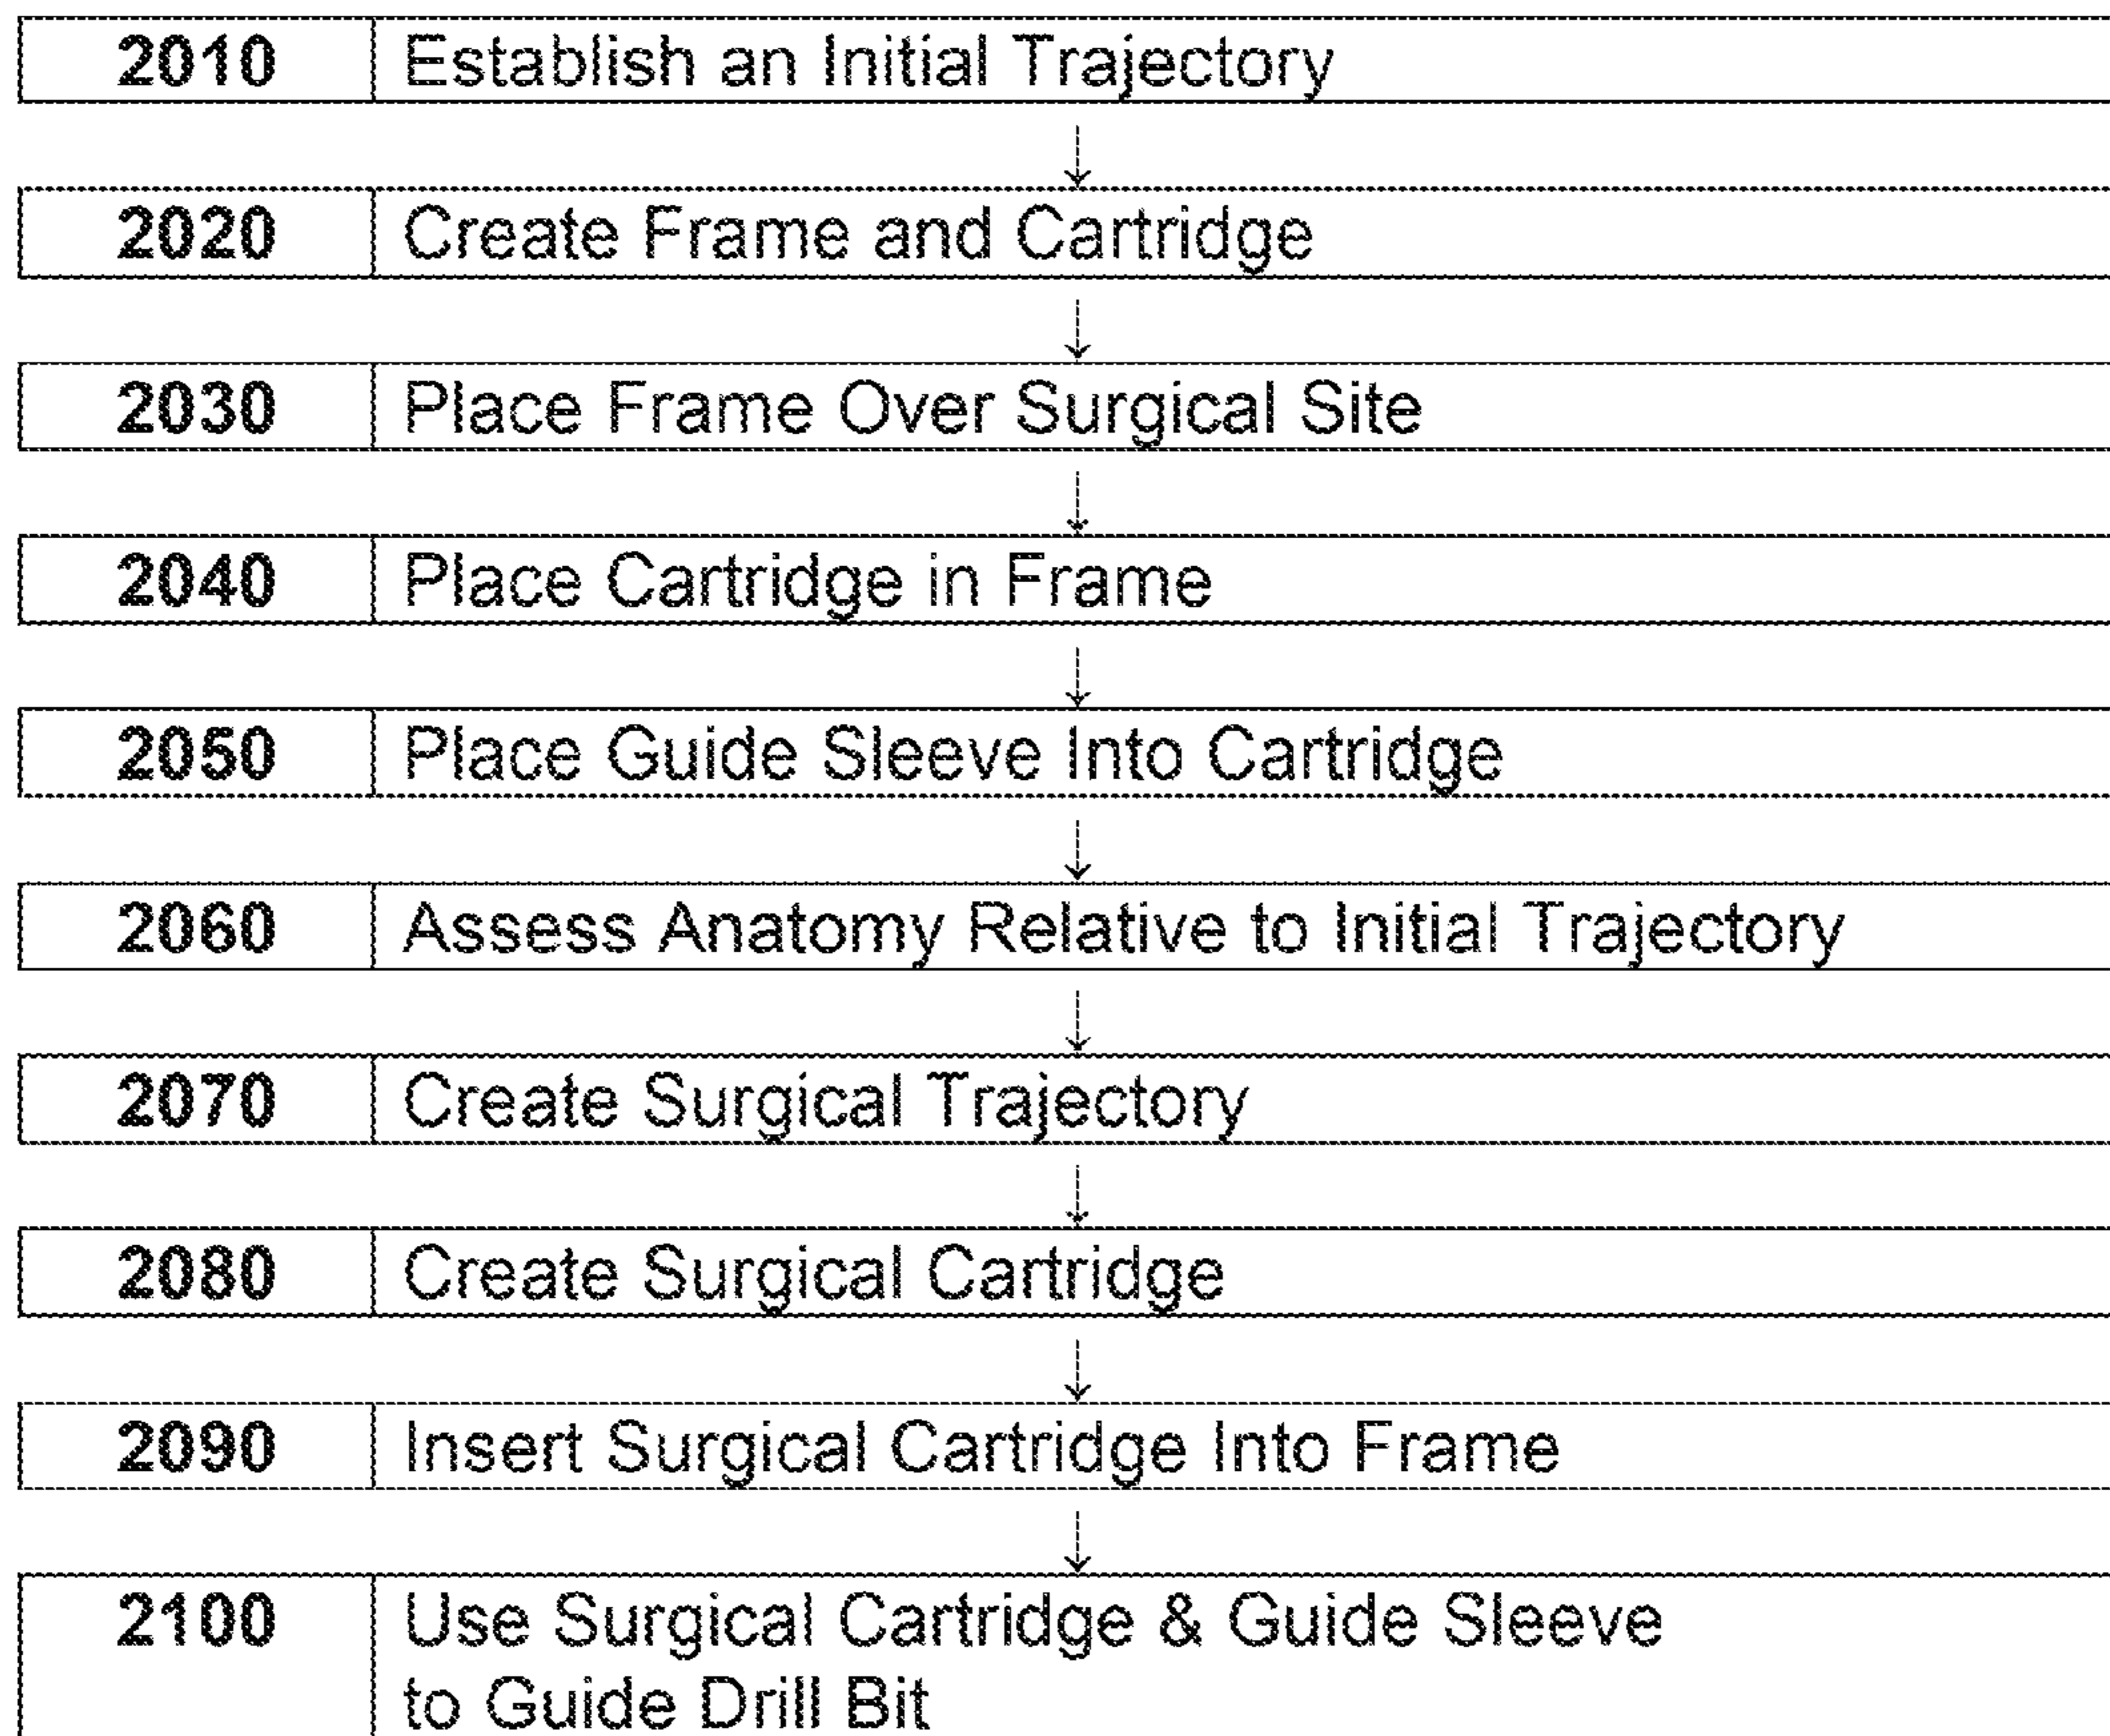 2010 Establish an Initial Trajectory
2020 Create Frame and Cartridge
2030 Place Frame Over Surgical Site
2040 Place Cartridge in Frame
2050 Place Guide Sleeve Into Cartridge
2060 Assess Anatomy Relative to Initial Trajectory
2070 Create Surgical Trajectory
2080 Create Surgical Cartridge
2090 Insert Surgical Cartridge Into Frame
2100 Use Surgical Cartridge & Guide Sleeve
to Guide Drill Bit